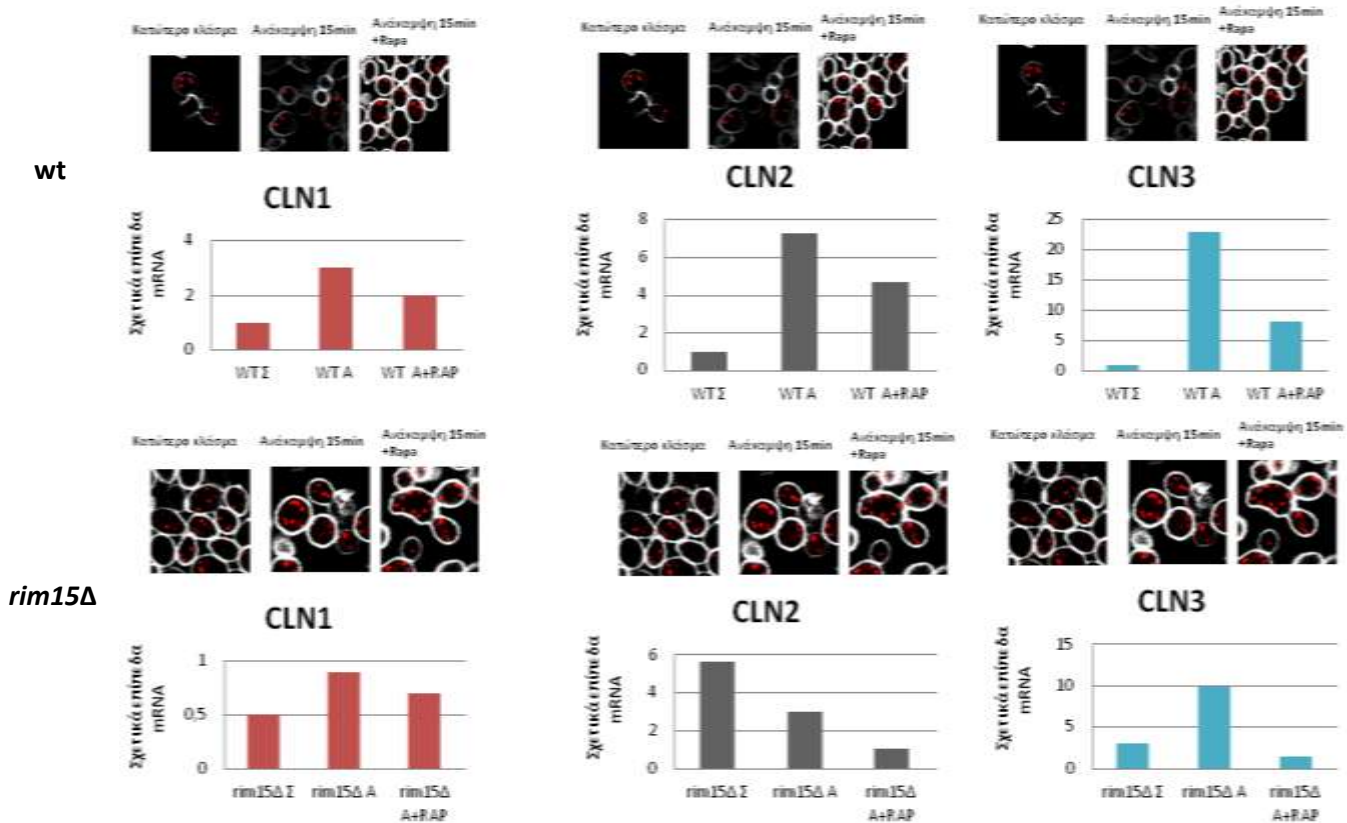 Κατώτερο κλάσμα Ανάκαμψη 15min Ανάκαμψη 15min +Rapa
Κατώτερο κλάσμα Ανάκαμψη 15min Ανάκαμψη 15min +Rapa
Κατώτερο κλάσμα Ανάκαμψη 15min Ανάκαμψη 15min +Rapa
wt
CLN1
Σχετικά επίπεδα mRNA
4
2
0
WT Σ WT A WT A+RAP
CLN2
Σχετικά επίπεδα mRNA
8
6
4
2
0
WT Σ WT A WT A+RAP
CLN3
Σχετικά επίπεδα mRNA
25
20
15
10
5
0
WT Σ WT A WT A+RAP
Κατώτερο κλάσμα Ανάκαμψη 15min Ανάκαμψη 15min +Rapa
Κατώτερο κλάσμα Ανάκαμψη 15min Ανάκαμψη 15min +Rapa
Κατώτερο κλάσμα Ανάκαμψη 15min Ανάκαμψη 15min +Rapa
rim15Δ
CLN1
Σχετικά επίπεδα mRNA
1
0,5
0
rim15Δ Σ rim15Δ A rim15Δ A+RAP
CLN2
Σχετικά επίπεδα mRNA
6
4
2
0
rim15Δ Σ rim15Δ A rim15Δ A+RAP
CLN3
Σχετικά επίπεδα mRNA
15
10
5
0
rim15Δ Σ rim15Δ A rim15Δ A+RAP